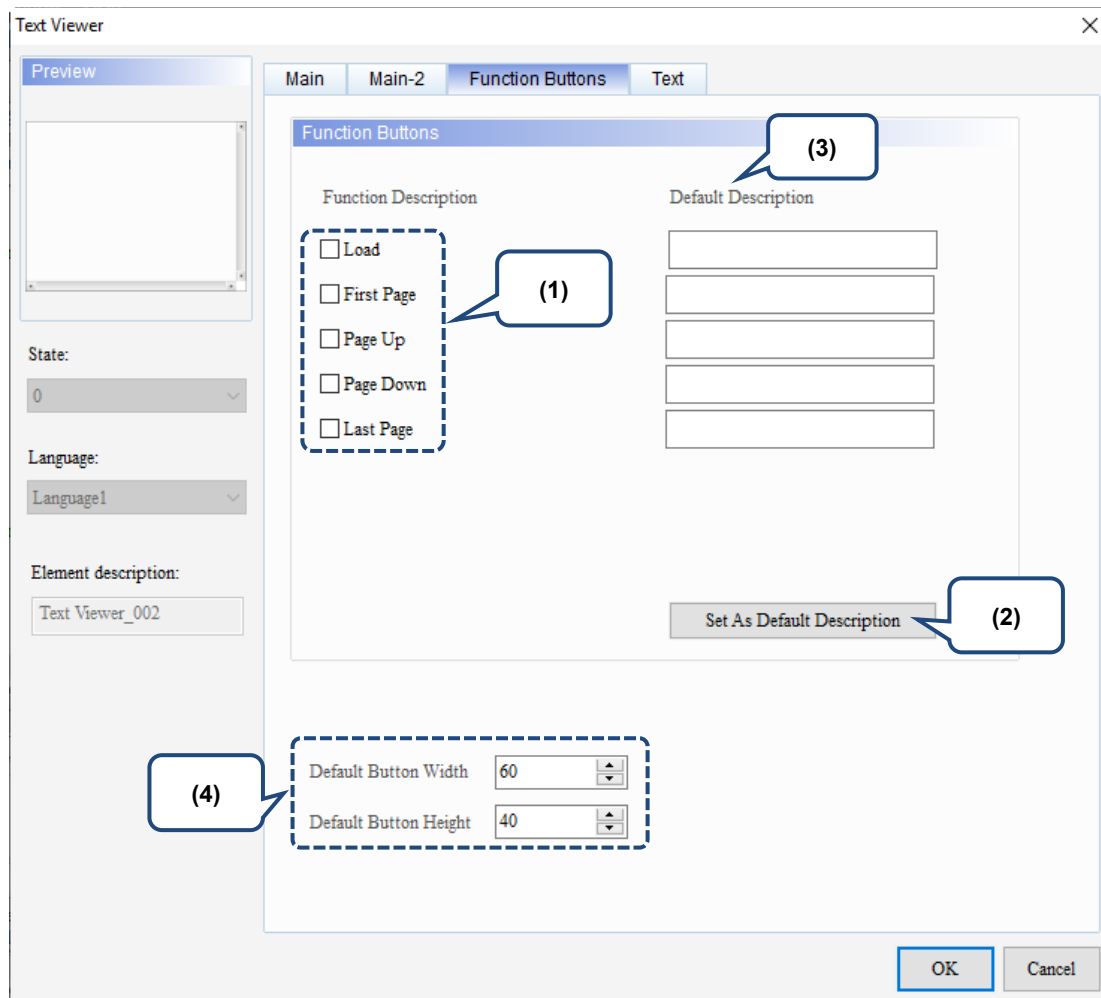 Text Viewer
Preview
Main Main-2 Function Buttons Text
Function Buttons
(3)
Function Description Default Description
Load
First Page
(1)
Page Up
State:
Page Down
0
Last Page
Language:
Language1
Element description:
Text Viewer_002
Set As Default Description
(2)
Default Button Width 60
(4)
Default Button Height 40
OK Cancel